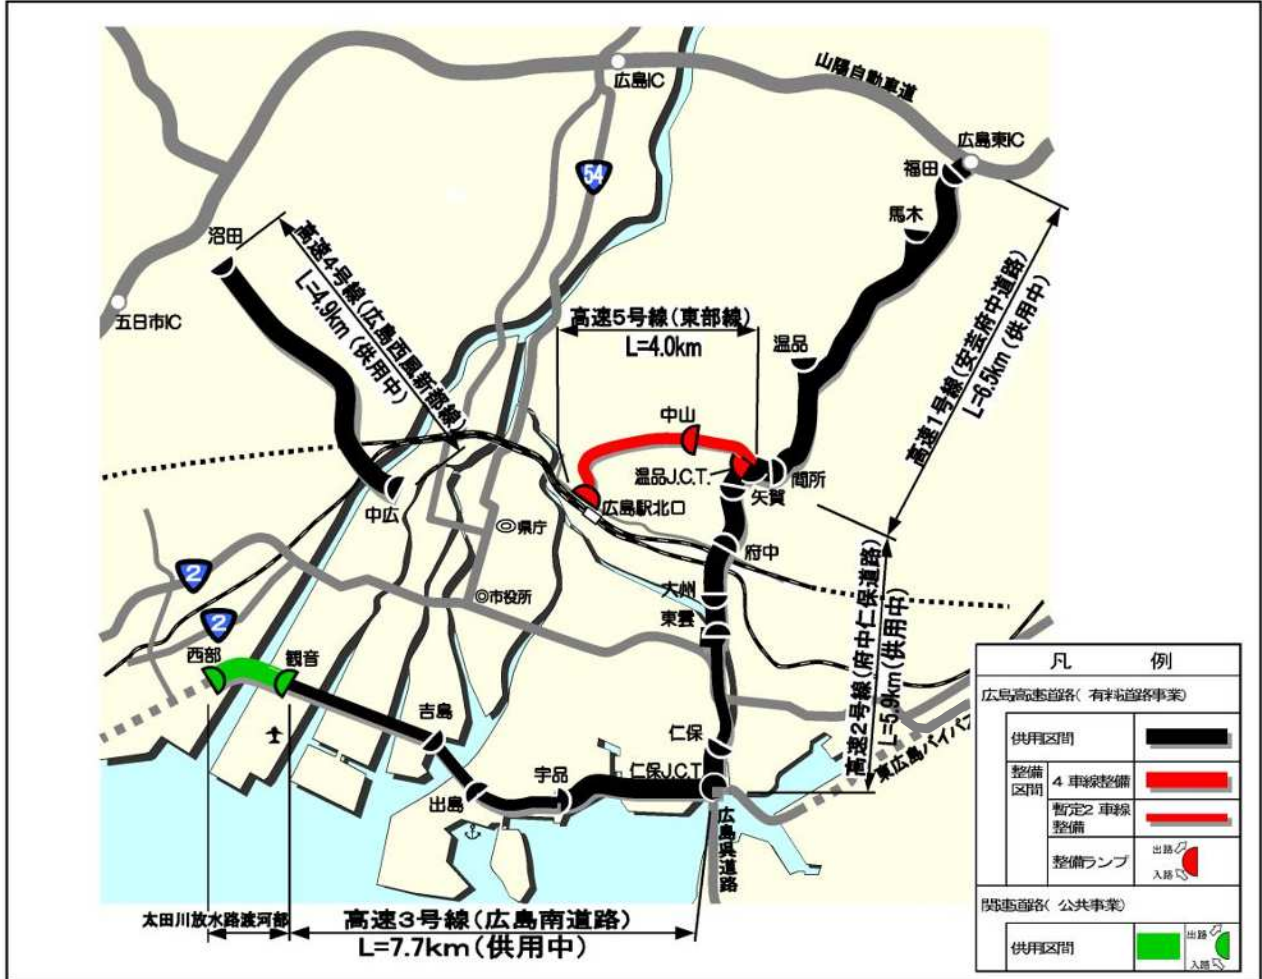 広島IC
山陽自動車道
広島東IC
福田
54
馬木
沼田
高速4号線(広島西風新都線)
L=4.9km(供用中)
五日市IC
高速5号線(東部線)
L=4.0km
温品
高速1号線(安芸府中道路)
L=6.5km(供用中)
中山
温品J.C.T.
間所
矢賀
広島駅北口
中広
県庁
府中
2
大州
市役所
東雲
2
西部
観音
高速2号線(府中仁保道路)
L=5.9km(供用中)
吉島
仁保
東広島バイパス
宇品
仁保J.C.T
出島
広島呉道路
太田川放水路渡河部
高速3号線(広島南道路)
L=7.7km(供用中)
凡 例
広島高速道路( 有料道路事業)
供用区間
整備
区間
4 車線整備
暫定2 車線
整備
整備ランプ
出路
入路
関連道路( 公共事業)
供用区間
出路
入路